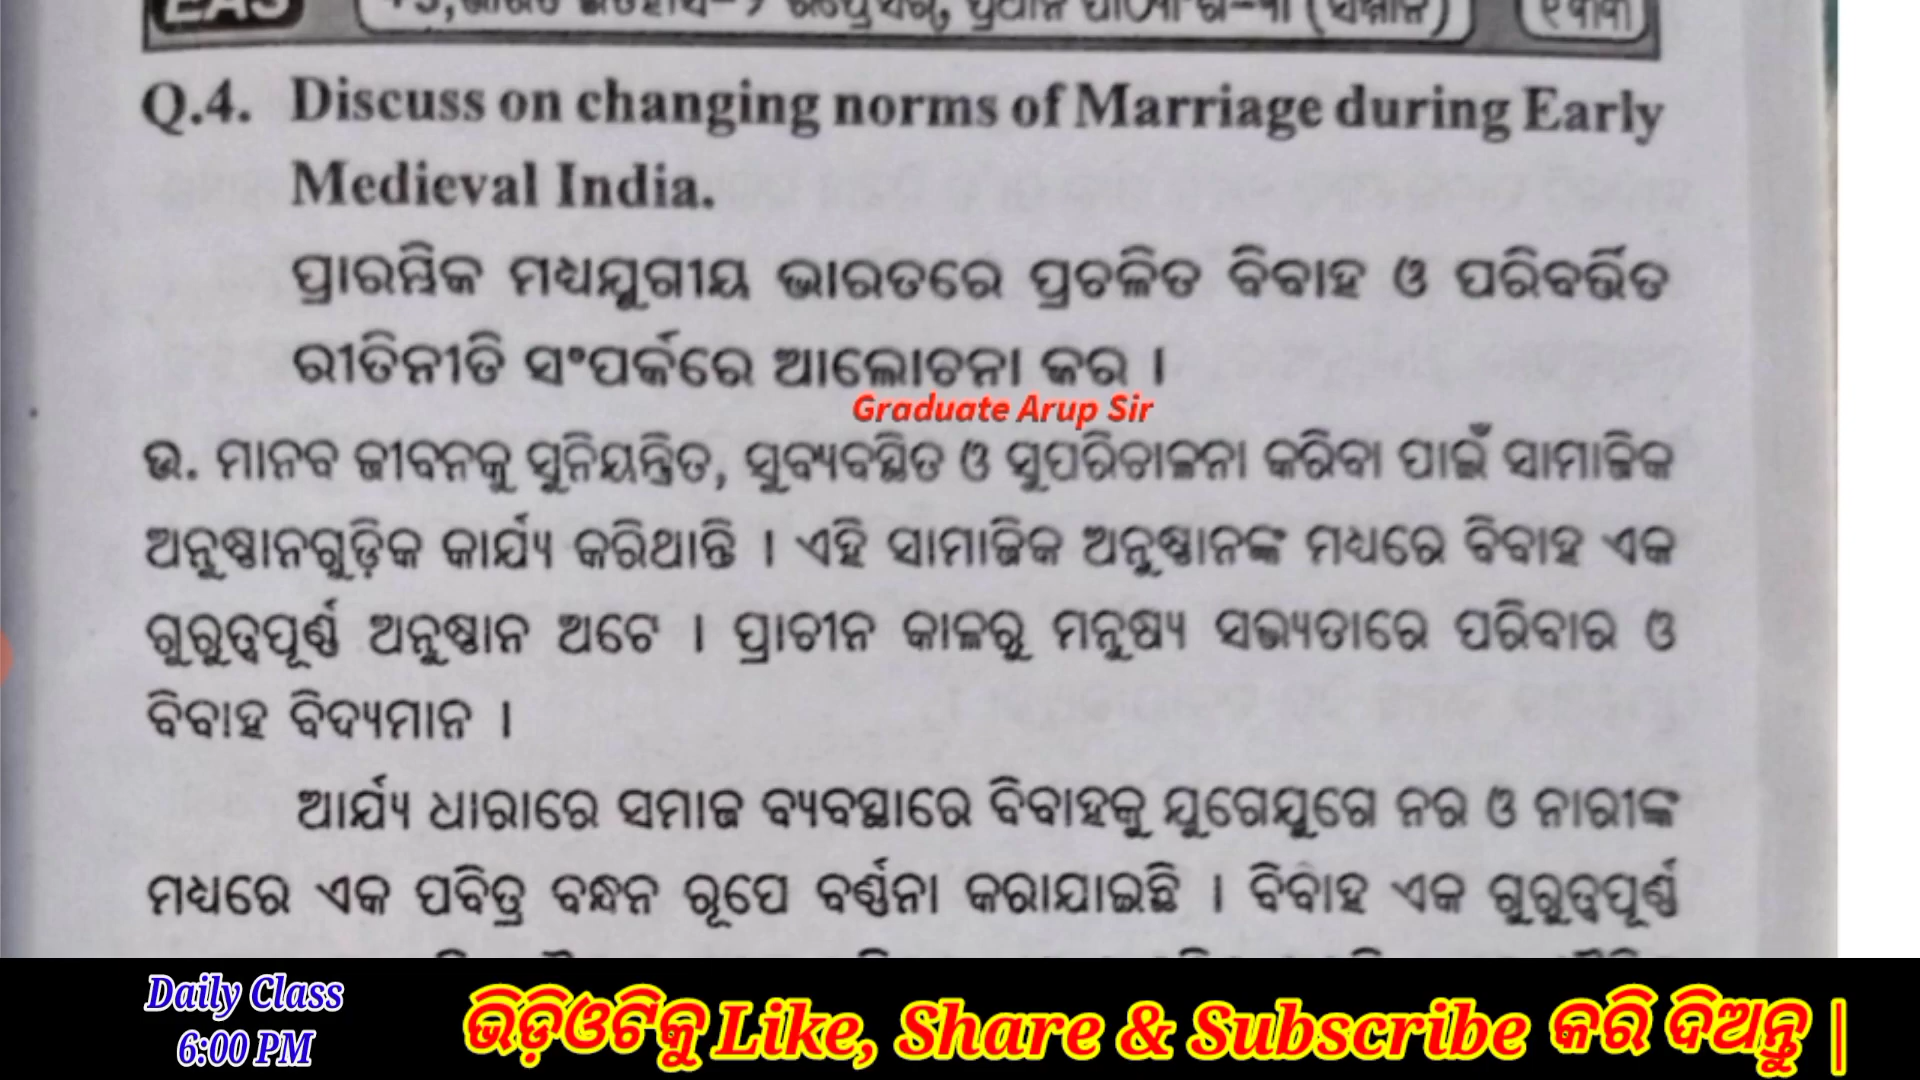 EAS
Q.4. Discuss on changing norms of Marriage during Early
Medieval India.
ପ୍ରାରମ୍ଭିକ ମଧ୍ୟଯୁଗୀୟ ଭାରତରେ ପ୍ରଚଳିତ ବିବାହ ଓ ପରିବର୍ତ୍ତିତ
ରୀତିନୀତି ସଂପର୍କରେ ଆଲୋଚନା କର ।
Graduate Arup Sir
ଉ. ମାନବ ଜୀବନକୁ ସୁନିୟନ୍ତ୍ରିତ, ସୁବ୍ୟବସ୍ଥିତ ଓ ସୁପରିଚାଳନା କରିବା ପାଇଁ ସାମାଜିକ
ଅନୁଷ୍ଠାନଗୁଡ଼ିକ କାର୍ଯ୍ୟ କରିଥାନ୍ତି । ଏହି ସାମାଜିକ ଅନୁଷ୍ଠାନଙ୍କ ମଧ୍ୟରେ ବିବାହ ଏକ
ଗୁରୁତ୍ୱପୂର୍ଣ୍ଣ ଅନୁଷ୍ଠାନ ଅଟେ । ପ୍ରାଚୀନ କାଳରୁ ମନୁଷ୍ୟ ସଭ୍ୟତାରେ ପରିବାର ଓ
ବିବାହ ବିଦ୍ୟମାନ ।
ଆର୍ଯ୍ୟ ଧାରାରେ ସମାଜ ବ୍ୟବସ୍ଥାରେ ବିବାହକୁ ଯୁଗେଯୁଗେ ନର ଓ ନାରୀଙ୍କ
ମଧ୍ୟରେ ଏକ ପବିତ୍ର ବନ୍ଧନ ରୂପେ ବର୍ଣ୍ଣନା କରାଯାଇଛି । ବିବାହ ଏକ ଗୁରୁତ୍ୱପୂର୍ଣ୍ଣ
Daily Class
6:00 PM
ଭିଡ଼ିଓଟିକୁ Like, Share & Subscribe କରି ଦିଅନ୍ତୁ |